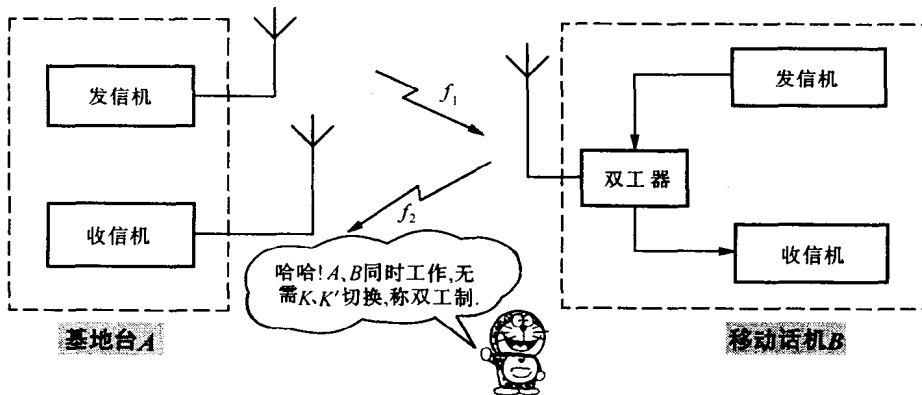 发信机
收信机
f₁
f₂
发信机
双工器
收信机
哈哈!A、B同时工作,无
需K、K′切换,称双工制.
基地台A
移动话机B